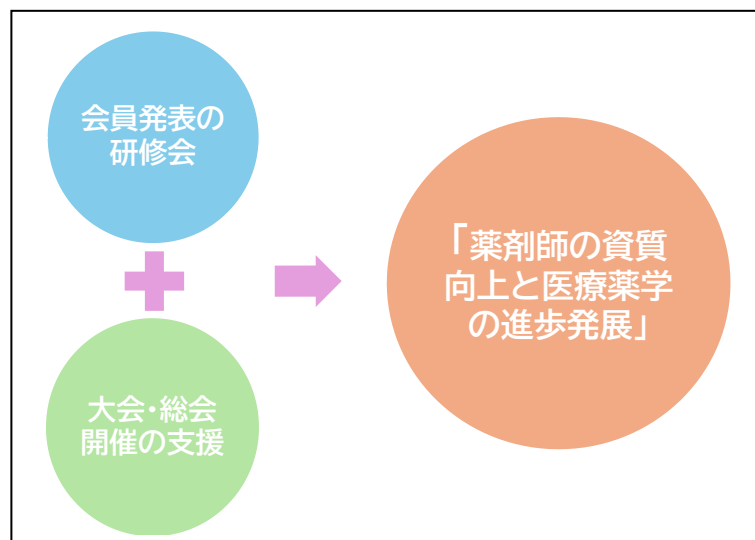 会員発表の
研修会
大会・総会
開催の支援
「薬剤師の資質
向上と医療薬学
の進歩発展」